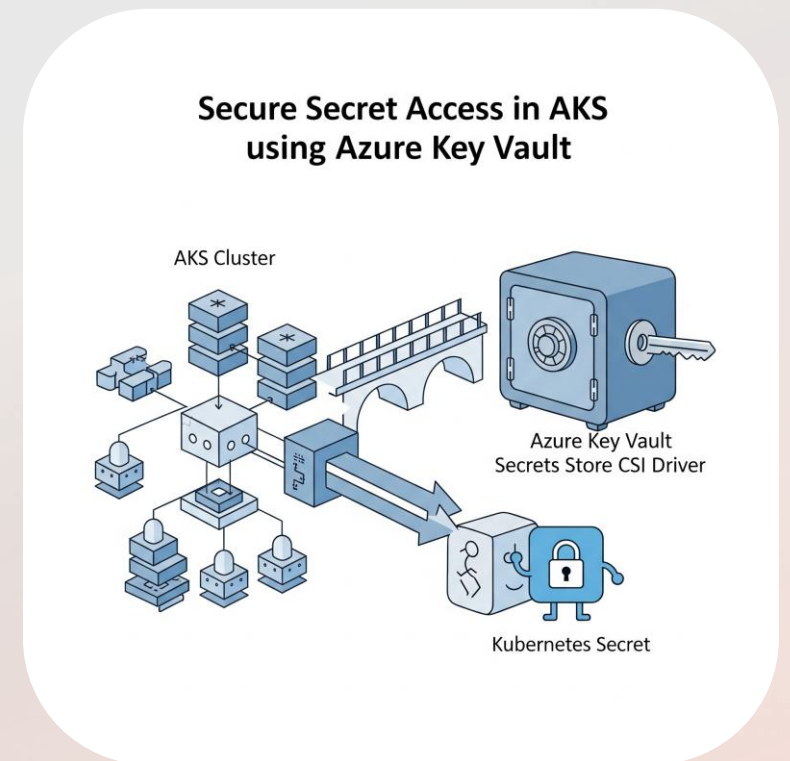 Secure Secret Access in AKS
using Azure Key Vault
AKS Cluster
Azure Key Vault
Secrets Store CSI Driver
Kubernetes Secret